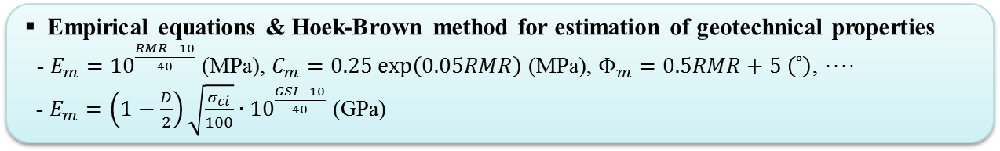 ▪ Empirical equations & Hoek-Brown method for estimation of geotechnical properties
- $E_m = 10^{\frac{RMR-10}{40}}$ (MPa), $C_m = 0.25 \exp(0.05RMR)$ (MPa), $\Phi_m = 0.5RMR + 5$ (°), ····
- $E_m = \left(1 - \frac{D}{2}\right)\sqrt{\frac{\sigma_{ci}}{100}} \cdot 10^{\frac{GSI-10}{40}}$ (GPa)